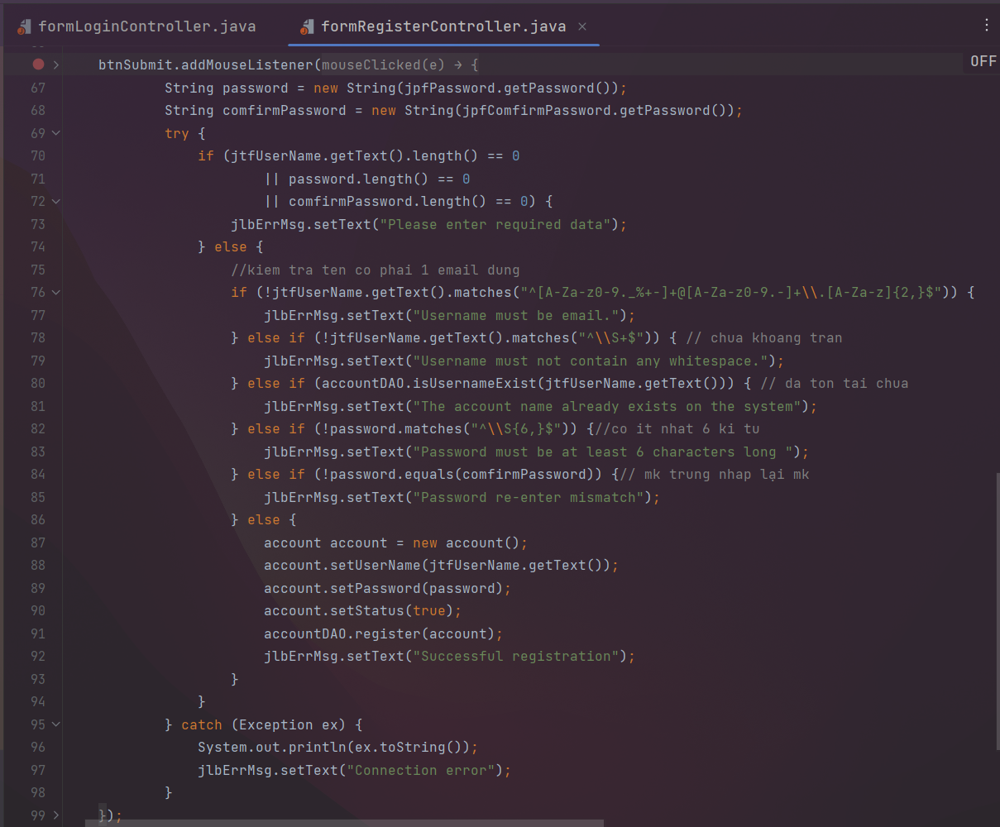 formLoginController.java formRegisterController.java
btnSubmit.addMouseListener(mouseClicked(e) → { OFF
67 String password = new String(jpfPassword.getPassword());
68 String comfirmPassword = new String(jpfComfirmPassword.getPassword());
69 try {
70 if (jtfUserName.getText().length() == 0
71 || password.length() == 0
72 || comfirmPassword.length() == 0) {
73 jlbErrMsg.setText("Please enter required data");
74 } else {
75 //kiem tra ten co phai 1 email dung
76 if (!jtfUserName.getText().matches("^[A-Za-z0-9._%+-]+@[A-Za-z0-9.-]+\\.[A-Za-z]{2,}$")) {
77 jlbErrMsg.setText("Username must be email.");
78 } else if (!jtfUserName.getText().matches("^\\S+$")) { // chua khoang tran
79 jlbErrMsg.setText("Username must not contain any whitespace.");
80 } else if (accountDAO.isUsernameExist(jtfUserName.getText())) { // da ton tai chua
81 jlbErrMsg.setText("The account name already exists on the system");
82 } else if (!password.matches("^\\S{6,}$")) {//co it nhat 6 ki tu
83 jlbErrMsg.setText("Password must be at least 6 characters long ");
84 } else if (!password.equals(comfirmPassword)) {// mk trung nhap lại mk
85 jlbErrMsg.setText("Password re-enter mismatch");
86 } else {
87 account account = new account();
88 account.setUserName(jtfUserName.getText());
89 account.setPassword(password);
90 account.setStatus(true);
91 accountDAO.register(account);
92 jlbErrMsg.setText("Successful registration");
93 }
94 }
95 } catch (Exception ex) {
96 System.out.println(ex.toString());
97 jlbErrMsg.setText("Connection error");
98 }
99 });